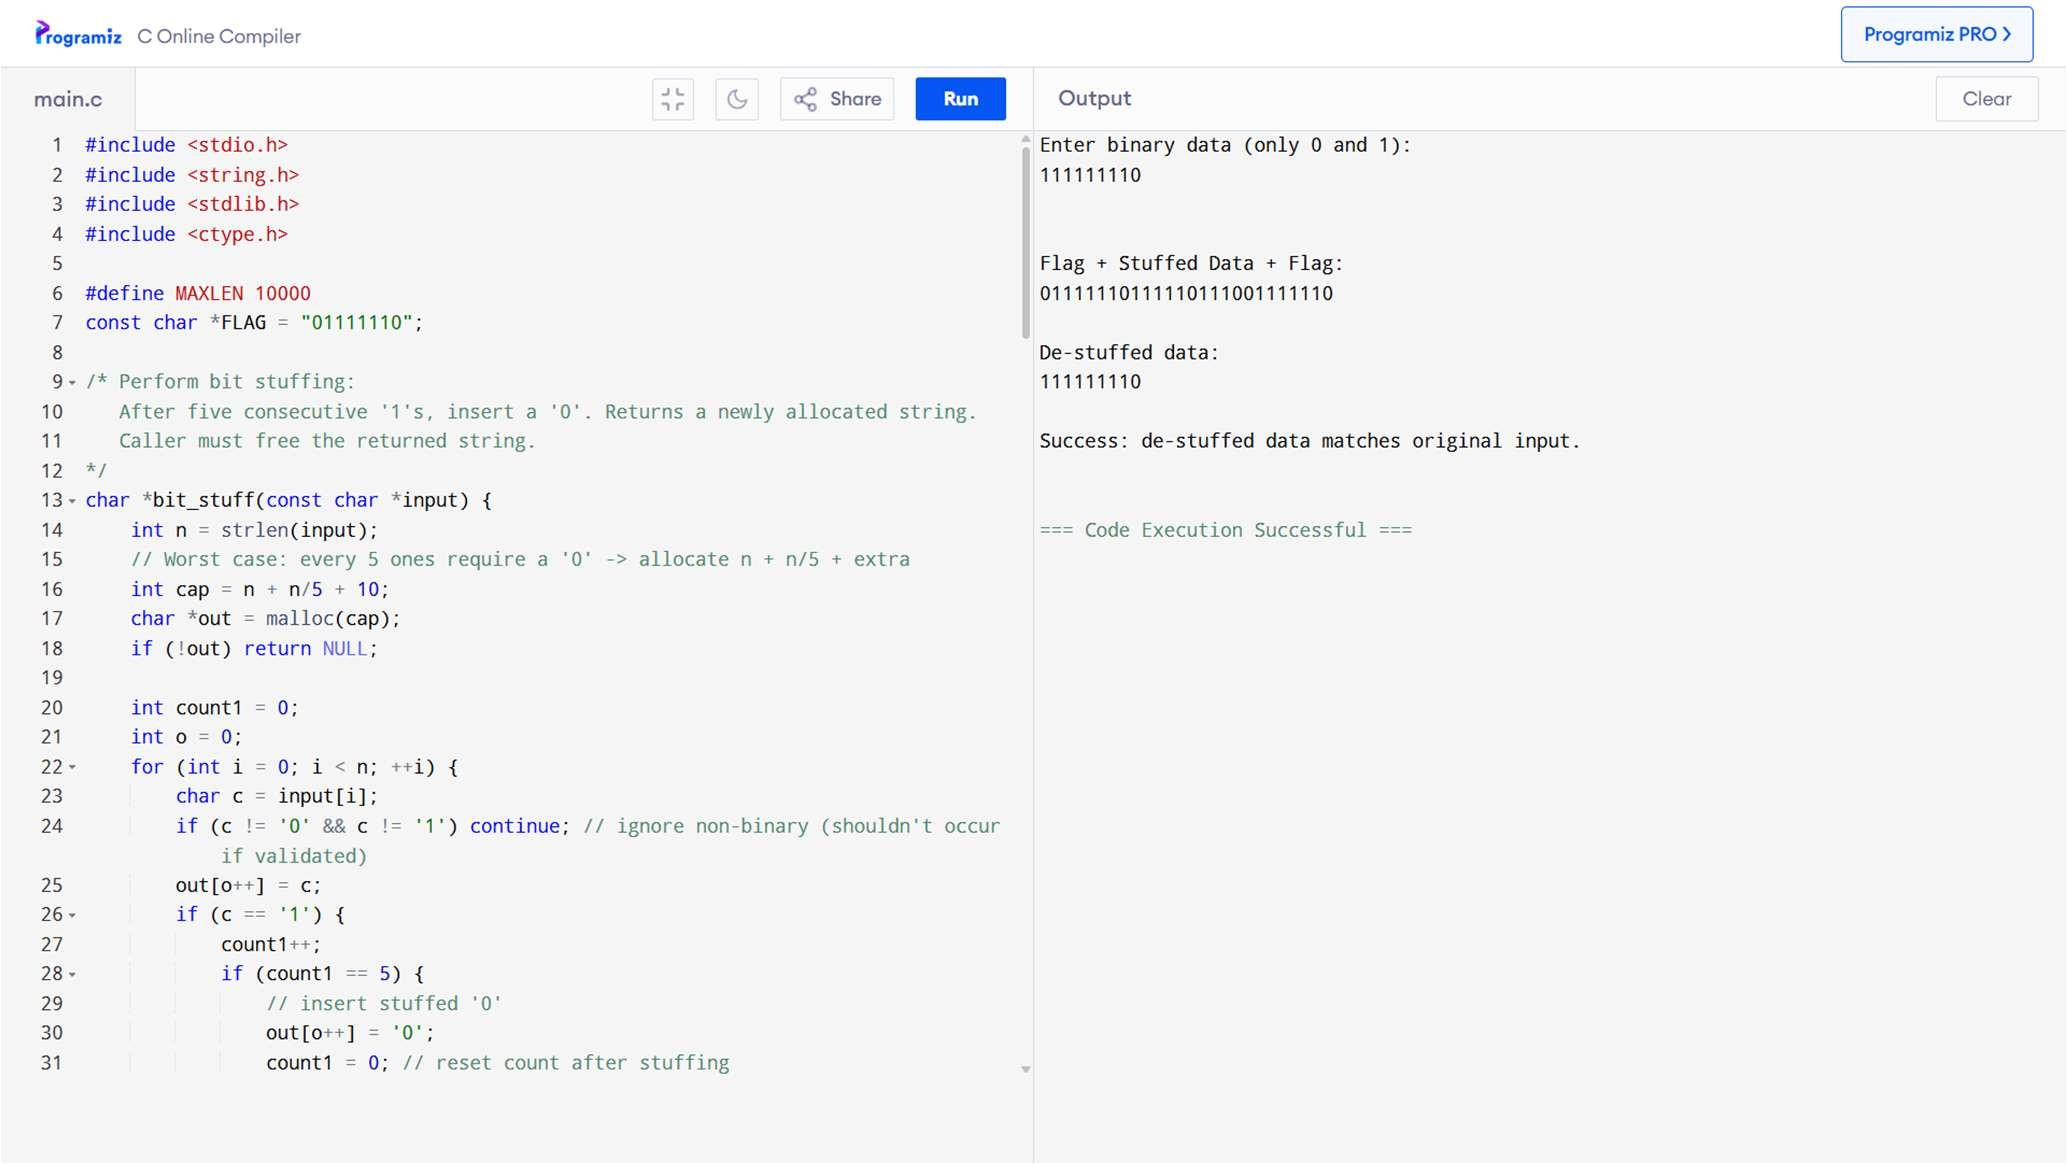 Programiz C Online Compiler
Programiz PRO
main.c
Share
Run
Output
Clear
1 #include <stdio.h>
2 #include <string.h>
3 #include <stdlib.h>
4 #include <ctype.h>
5
6 #define MAXLEN 10000
7 const char *FLAG = "01111110";
8
9 /* Perform bit stuffing:
10 After five consecutive '1's, insert a '0'. Returns a newly allocated string.
11 Caller must free the returned string.
12 */
13 char *bit_stuff(const char *input) {
14 int n = strlen(input);
15 // Worst case: every 5 ones require a '0' -> allocate n + n/5 + extra
16 int cap = n + n/5 + 10;
17 char *out = malloc(cap);
18 if (!out) return NULL;
19
20 int count1 = 0;
21 int o = 0;
22 for (int i = 0; i < n; ++i) {
23 char c = input[i];
24 if (c != '0' && c != '1') continue; // ignore non-binary (shouldn't occur
if validated)
25 out[o++] = c;
26 if (c == '1') {
27 count1++;
28 if (count1 == 5) {
29 // insert stuffed '0'
30 out[o++] = '0';
31 count1 = 0; // reset count after stuffing
Enter binary data (only 0 and 1):
111111110
Flag + Stuffed Data + Flag:
01111110111110111001111110
De-stuffed data:
111111110
Success: de-stuffed data matches original input.
=== Code Execution Successful ===